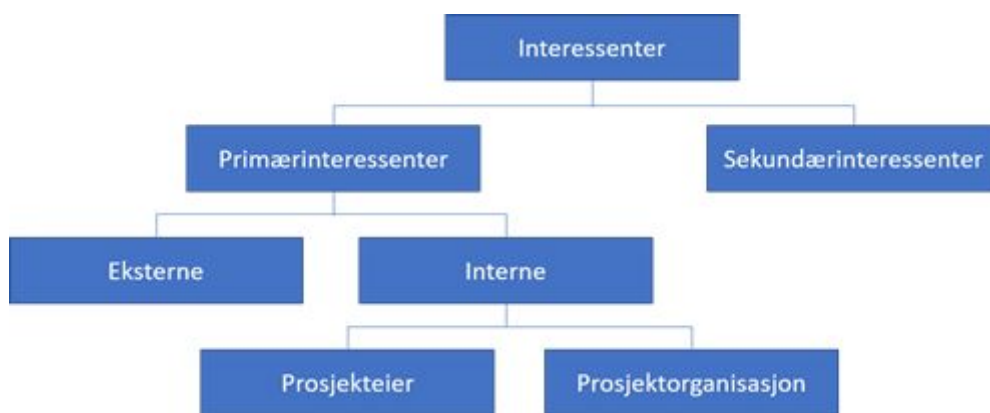 Interessenter
Primærinteressenter
Sekundærinteressenter
Eksterne
Interne
Prosjekteier
Prosjektorganisasjon